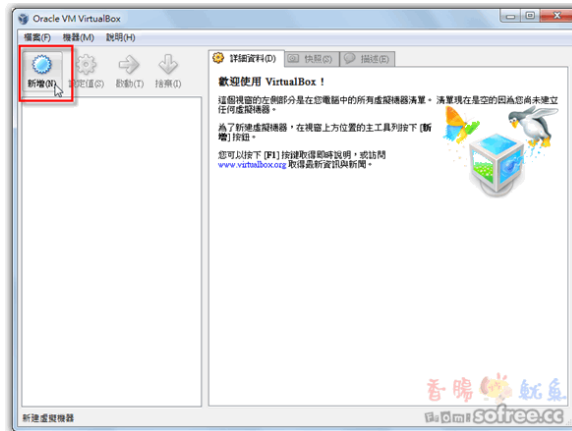 Oracle VM VirtualBox
檔案(F) 機器(M) 說明(H)
新增(N) 設定值(S) 啟動(T) 捨棄(I)
詳細資料(D) 快照(S) 描述(E)
歡迎使用 VirtualBox！
這個視窗的左側部分是在您電腦中的所有虛擬機器清單。 清單現在是空的因為您尚未建立
任何虛擬機器。
為了新建虛擬機器，在視窗上方位置的主工具列按下 [新
增] 按鈕。
您可以按下 [F1] 按鍵取得即時說明，或訪問
www.virtualbox.org 取得最新資訊與新聞。
新建虛擬機器
香腸 魷魚
sofree.cc